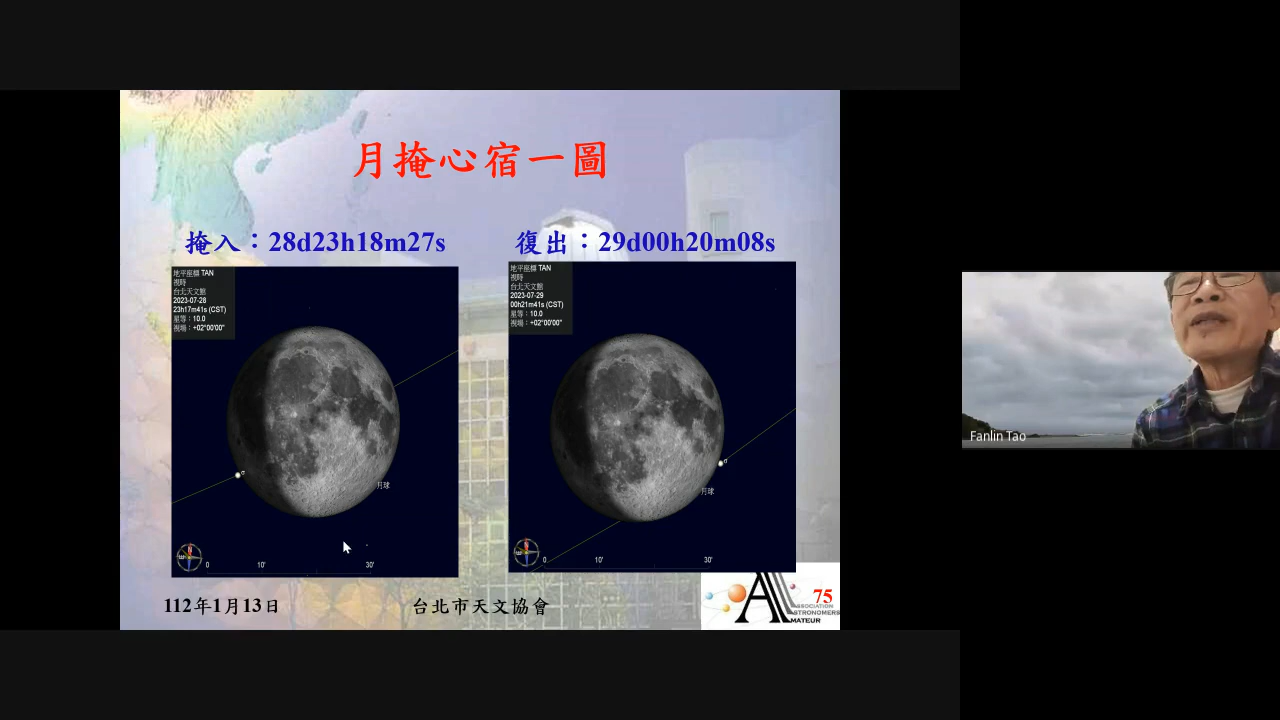 月掩心宿一圖
掩入：28d23h18m27s
復出：29d00h20m08s
地平座標 TAN
視時
台北天文館
2023-07-28
23h17m41s (CST)
星等：10.0
視場：+02°00'00"
σ
月球
N
0 10' 30'
地平座標 TAN
視時
台北天文館
2023-07-29
00h21m41s (CST)
星等：10.0
視場：+02°00'00"
σ
月球
N
0 10' 30'
112年1月13日
台北市天文協會
75
ASSOCIATION
ASTRONOMERS
AMATEUR
Fanlin Tao